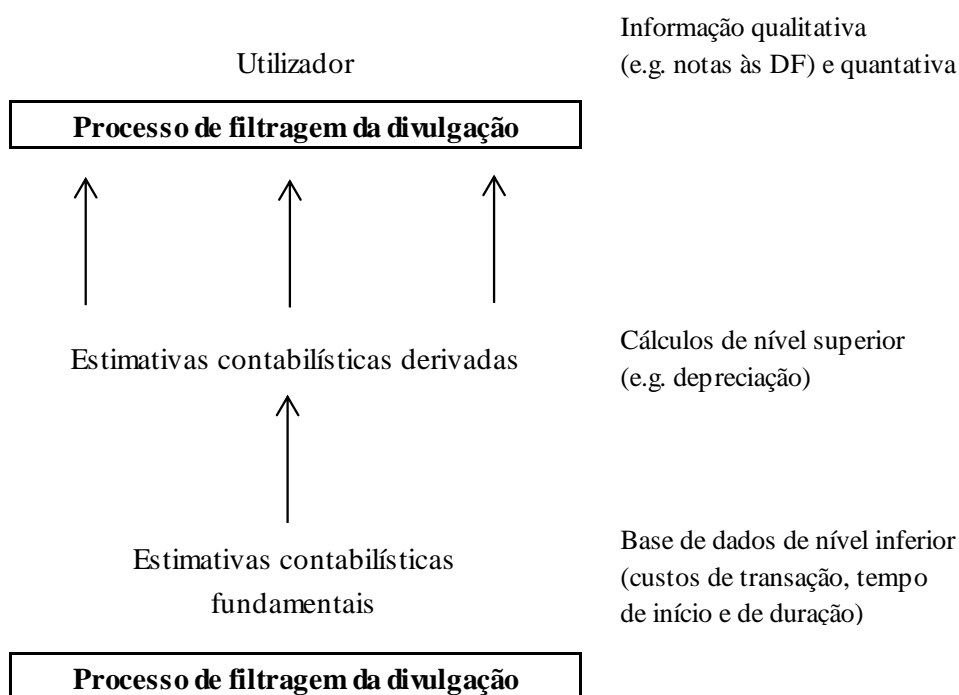 Informação qualitativa
Utilizador
(e.g. notas às DF) e quantativa
Processo de filtragem da divulgação
Estimativas contabilísticas derivadas
Cálculos de nível superior
(e.g. depreciação)
Estimativas contabilísticas
fundamentais
Base de dados de nível inferior
(custos de transação, tempo
de início e de duração)
Processo de filtragem da divulgação